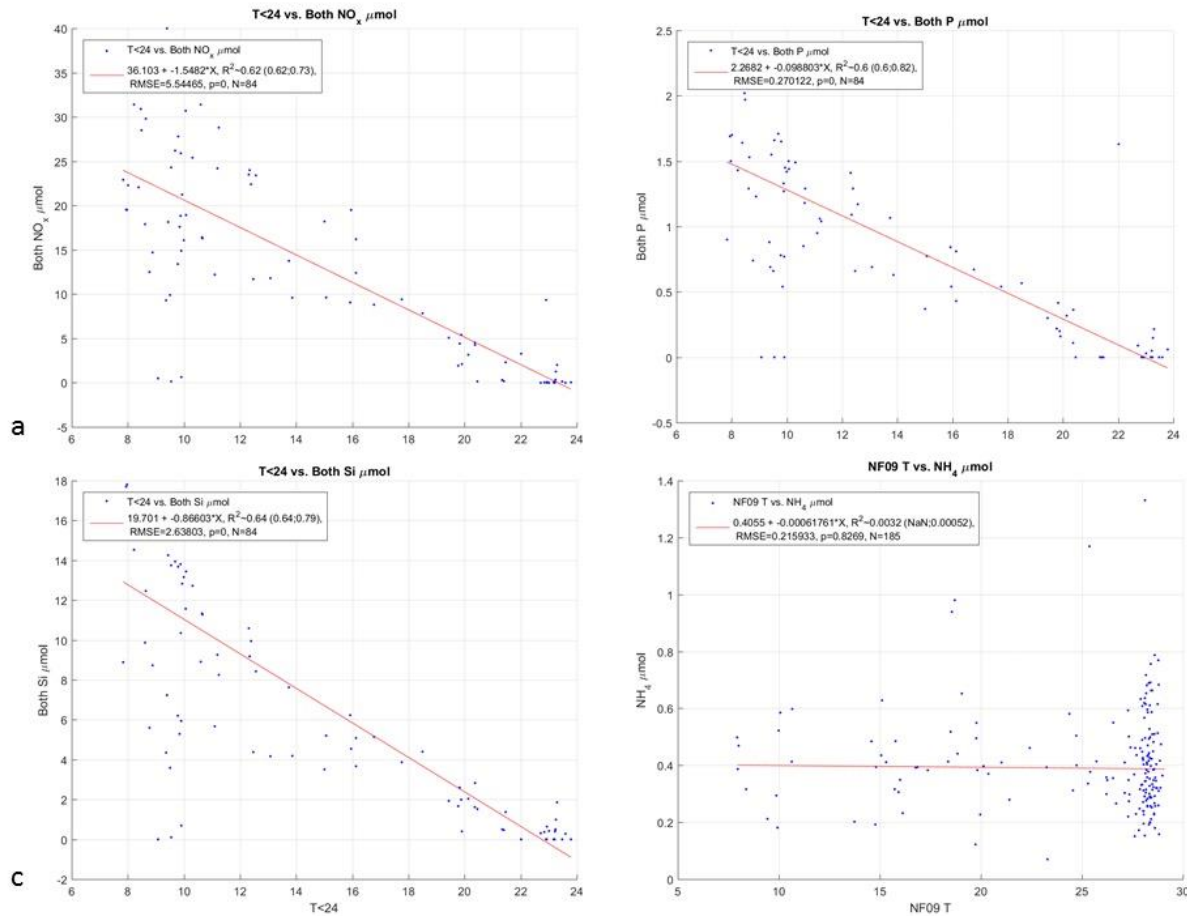 T<24 vs. Both NOx μmol
40
35
30
25
20
15
10
5
0
-5
Both NOx μmol
T<24 vs. Both NOx μmol
36.103 + -1.5482*X, R2~0.62 (0.62;0.73),
RMSE=5.54465, p=0, N=84
6 8 10 12 14 16 18 20 22 24
a
T<24 vs. Both P μmol
2.5
2
1.5
1
0.5
0
-0.5
Both P μmol
T<24 vs. Both P μmol
2.2682 + -0.098803*X, R2~0.6 (0.6;0.82),
RMSE=0.270122, p=0, N=84
6 8 10 12 14 16 18 20 22 24
T<24 vs. Both Si μmol
18
16
14
12
10
8
6
4
2
0
-2
Both Si μmol
T<24 vs. Both Si μmol
19.701 + -0.86603*X, R2~0.64 (0.64;0.79),
RMSE=2.63803, p=0, N=84
6 8 10 12 14 16 18 20 22 24
T<24
c
NF09 T vs. NH4 μmol
1.4
1.2
1
0.8
0.6
0.4
0.2
0
NH4 μmol
NF09 T vs. NH4 μmol
0.4055 + -0.00061761*X, R2~0.0032 (NaN;0.00052),
RMSE=0.215933, p=0.8269, N=185
5 10 15 20 25 30
NF09 T